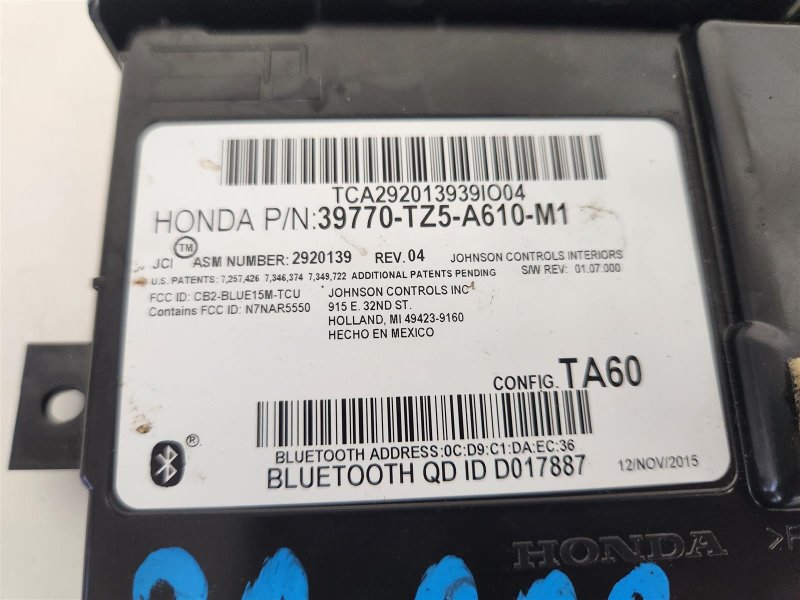 TCA292013939IO04
HONDA P/N:39770-TZ5-A610-M1
JCI TM ASM NUMBER: 2920139 REV. 04 JOHNSON CONTROLS INTERIORS
U.S. PATENTS: 7,257,426 7,346,374 7,349,722 ADDITIONAL PATENTS PENDING S/W REV: 01.07.000
FCC ID: CB2-BLUE15M-TCU JOHNSON CONTROLS INC
Contains FCC ID: N7NAR5550 915 E. 32ND ST.
HOLLAND, MI 49423-9160
HECHO EN MEXICO
CONFIG. TA60
®
BLUETOOTH ADDRESS:0C:D9:C1:DA:EC:36
BLUETOOTH QD ID D017887 12/NOV/2015
HONDA